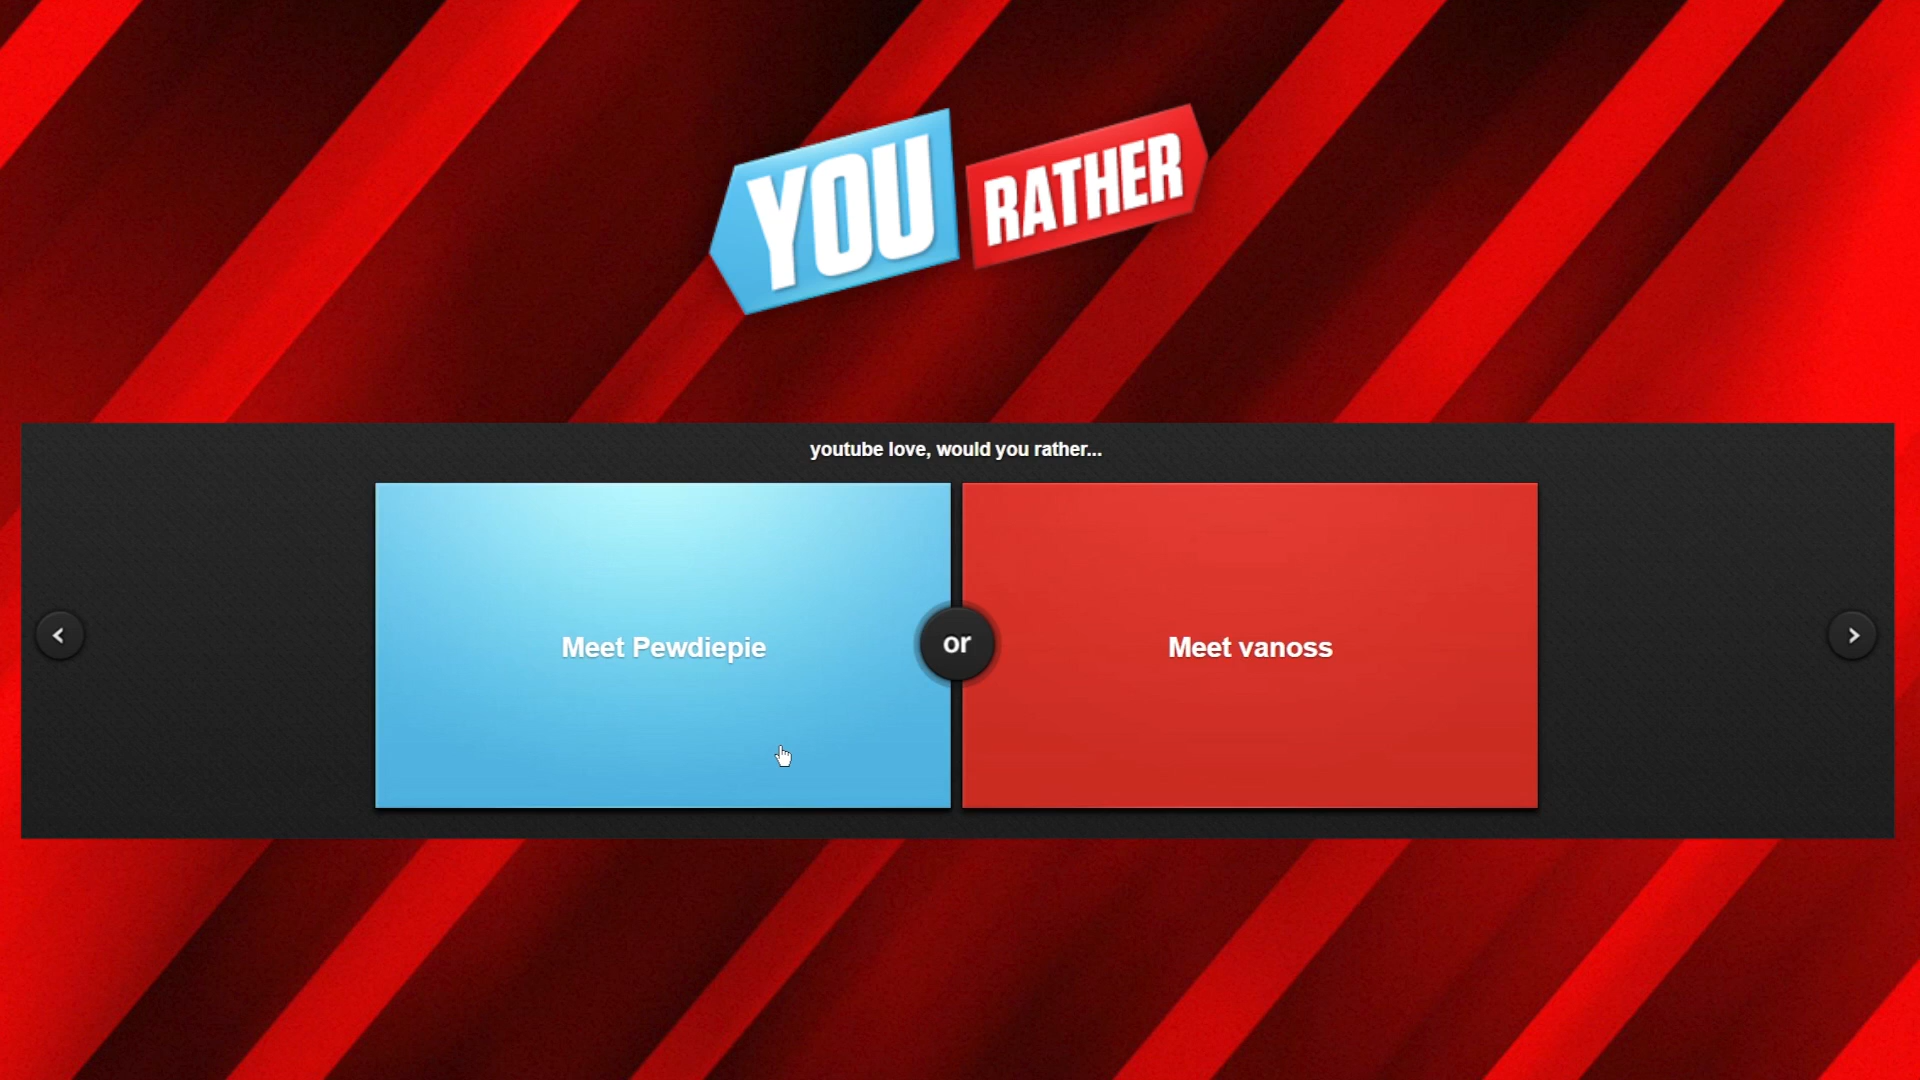 YOU RATHER
youtube love, would you rather...
Meet Pewdiepie
or
Meet vanoss